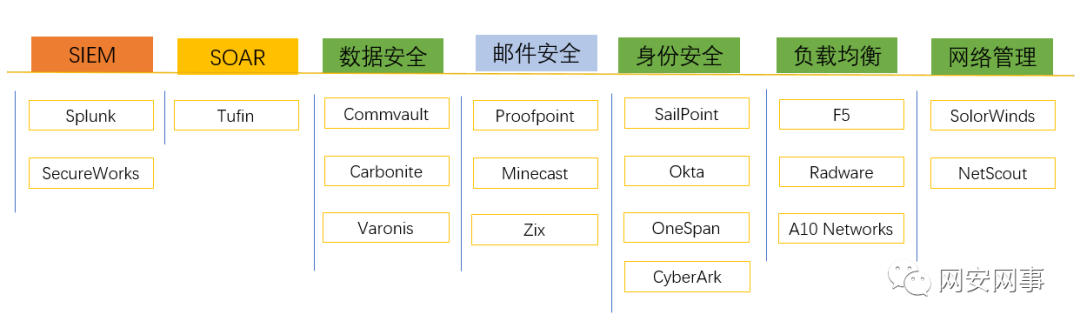 SIEM
SOAR
数据安全
邮件安全
身份安全
负载均衡
网络管理
Splunk
Tufin
Commvault
Proofpoint
SailPoint
F5
SolorWinds
SecureWorks
Carbonite
Minecast
Okta
Radware
NetScout
Varonis
Zix
OneSpan
A10 Networks
CyberArk
网安网事